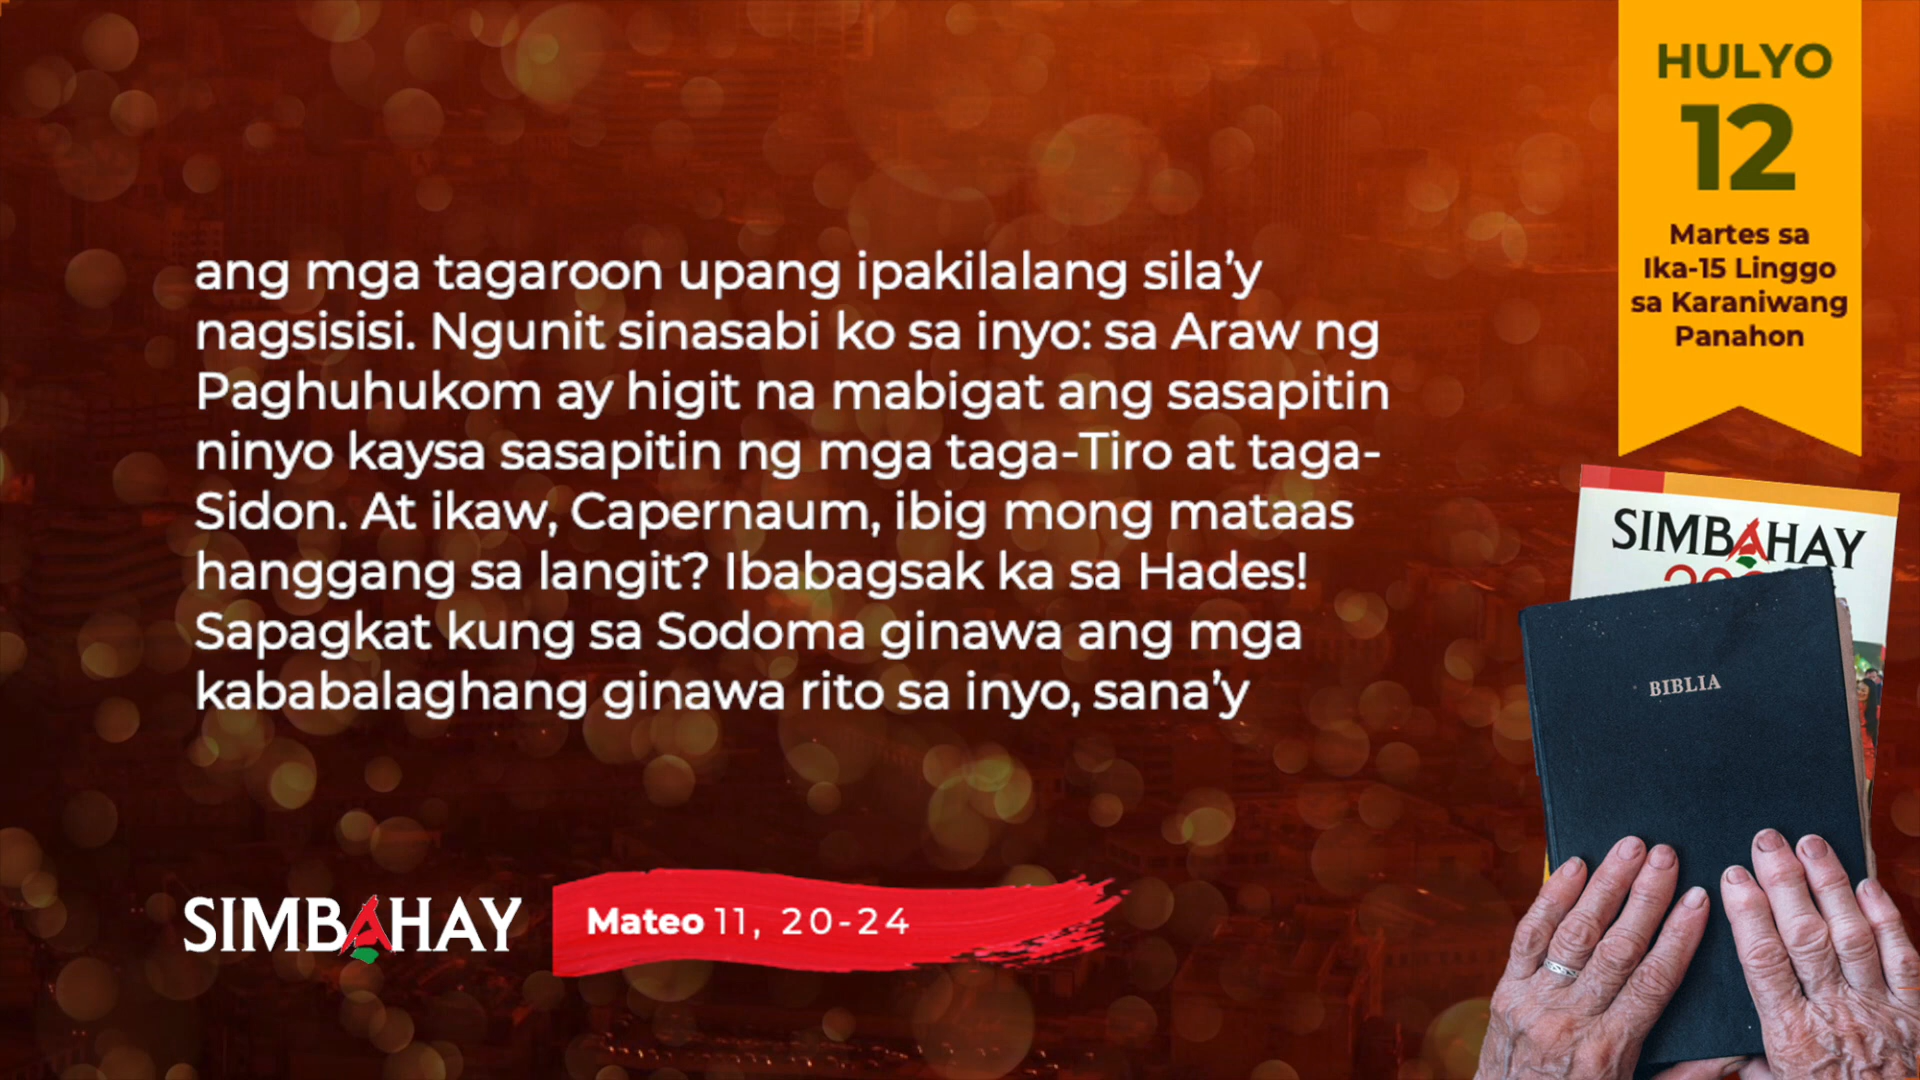 HULYO
12
Martes sa
Ika-15 Linggo
sa Karaniwang
Panahon
ang mga tagaroon upang ipakilalang sila’y
nagsisisi. Ngunit sinasabi ko sa inyo: sa Araw ng
Paghuhukom ay higit na mabigat ang sasapitin
ninyo kaysa sasapitin ng mga taga-Tiro at taga-
Sidon. At ikaw, Capernaum, ibig mong mataas
hanggang sa langit? Ibabagsak ka sa Hades!
Sapagkat kung sa Sodoma ginawa ang mga
kababalaghang ginawa rito sa inyo, sana’y
SIMBAHAY
BIBLIA
SIMBAHAY
Mateo 11, 20-24